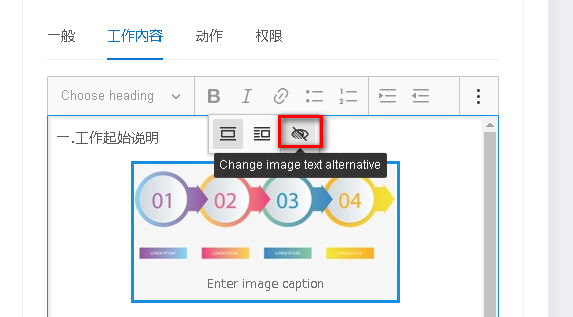 一般 工作内容 动作 权限
Choose heading B I
一.工作起始说明
Change image text alternative
01 02 03 04
LOREM IPSUM LOREM IPSUM LOREM IPSUM LOREM IPSUM
Enter image caption